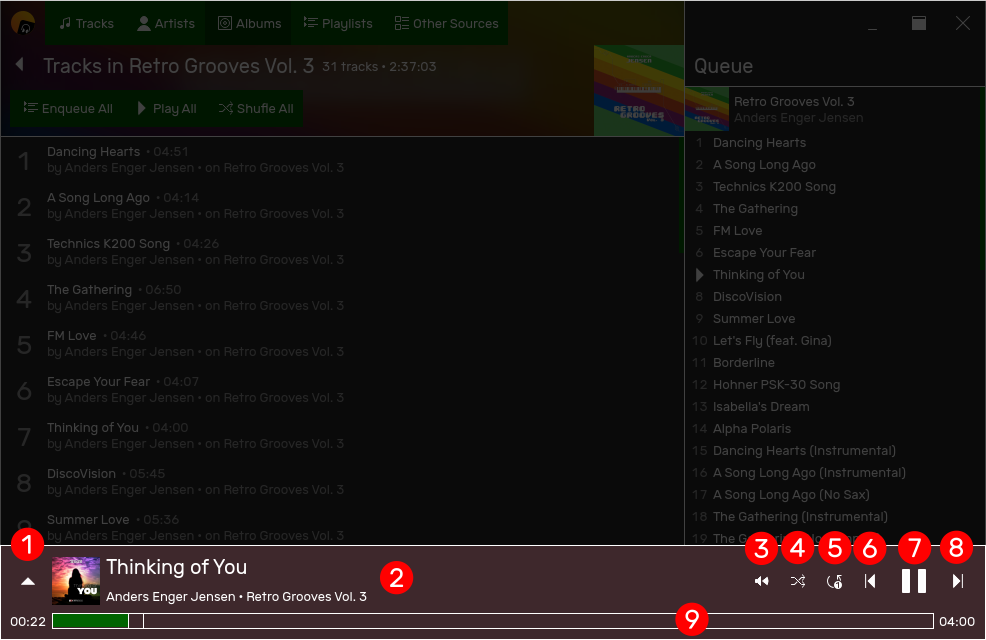 Tracks Artists Albums Playlists Other Sources
Tracks in Retro Grooves Vol. 3 31 tracks • 2:37:03
Enqueue All Play All Shufle All
1 Dancing Hearts • 04:51
by Anders Enger Jensen • on Retro Grooves Vol. 3
2 A Song Long Ago • 04:14
by Anders Enger Jensen • on Retro Grooves Vol. 3
3 Technics K200 Song • 04:26
by Anders Enger Jensen • on Retro Grooves Vol. 3
4 The Gathering • 06:50
by Anders Enger Jensen • on Retro Grooves Vol. 3
5 FM Love • 04:46
by Anders Enger Jensen • on Retro Grooves Vol. 3
6 Escape Your Fear • 04:07
by Anders Enger Jensen • on Retro Grooves Vol. 3
7 Thinking of You • 04:00
by Anders Enger Jensen • on Retro Grooves Vol. 3
8 DiscoVision • 05:45
by Anders Enger Jensen • on Retro Grooves Vol. 3
9 Summer Love • 05:36
by Anders Enger Jensen • on Retro Grooves Vol. 3
RETRO
GROOVES
Queue
Retro Grooves Vol. 3
Anders Enger Jensen
1 Dancing Hearts
2 A Song Long Ago
3 Technics K200 Song
4 The Gathering
5 FM Love
6 Escape Your Fear
Thinking of You
8 DiscoVision
9 Summer Love
10 Let's Fly (feat. Gina)
11 Borderline
12 Hohner PSK-30 Song
13 Isabella's Dream
14 Alpha Polaris
15 Dancing Hearts (Instrumental)
16 A Song Long Ago (Instrumental)
17 A Song Long Ago (No Sax)
18 The Gathering (Instrumental)
19 The
1 2 3 4 5 6 7 8
YOU
Thinking of You
Anders Enger Jensen • Retro Grooves Vol. 3
00:22 9 04:00